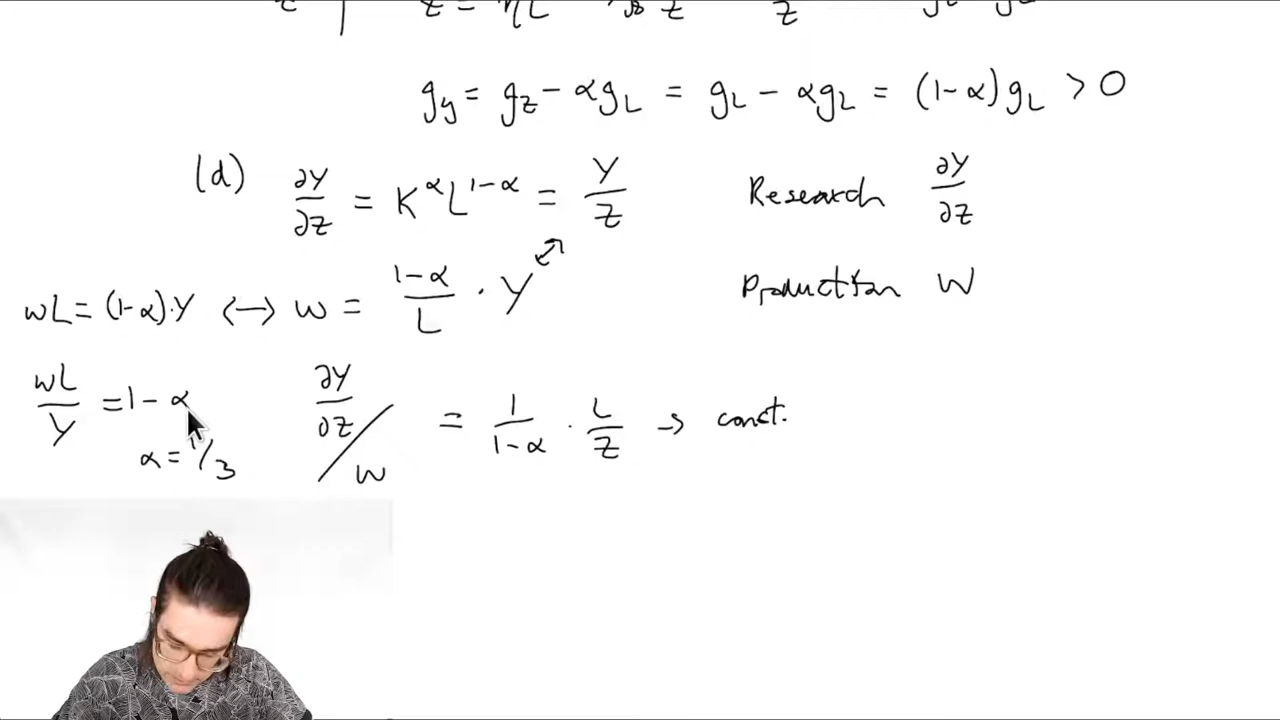 g_y = g_Z − αg_L = g_L − αg_L = (1-α)g_L > 0
(d) ∂Y/∂Z = K^α L^{1-α} = Y/Z Research ∂Y/∂Z
wL = (1-α)·Y ⟷ w = (1-α)/L · Y Production W
wL/Y = 1-α (∂Y/∂Z)/W = 1/(1-α) · L/Z → const.
α = 1/3